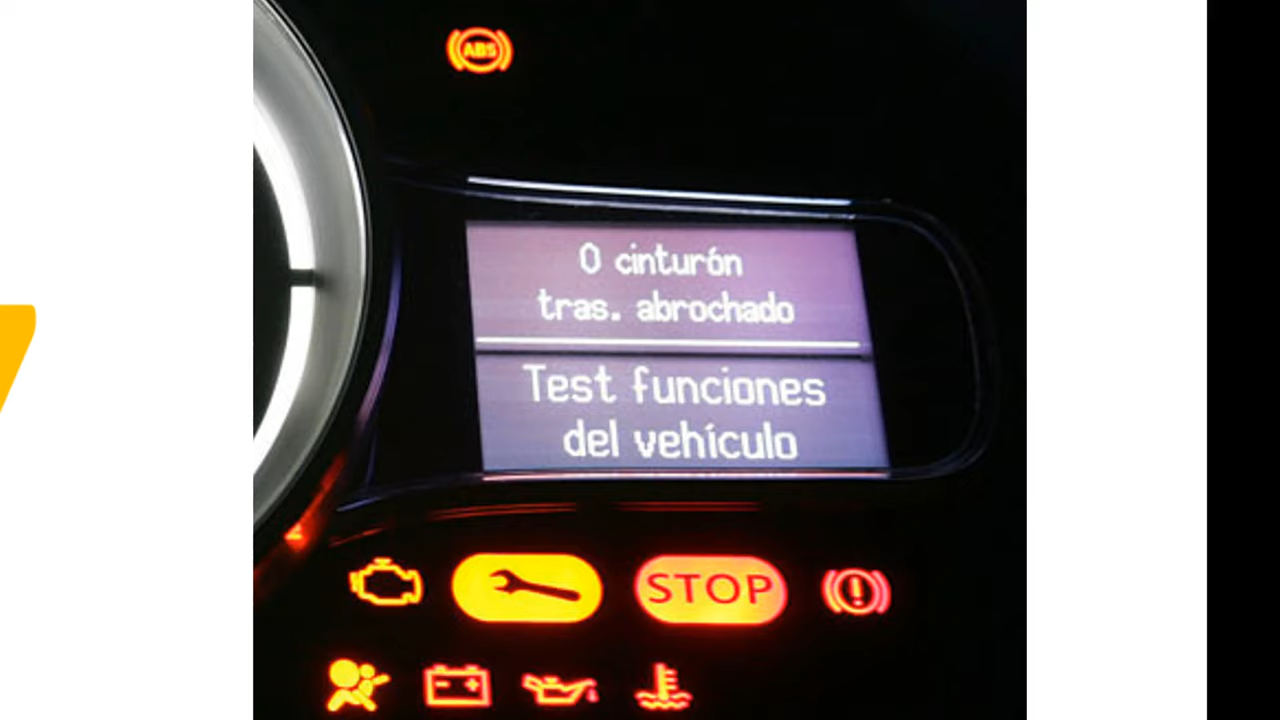 ABS
0 cinturón
tras. abrochado
Test funciones
del vehículo
STOP